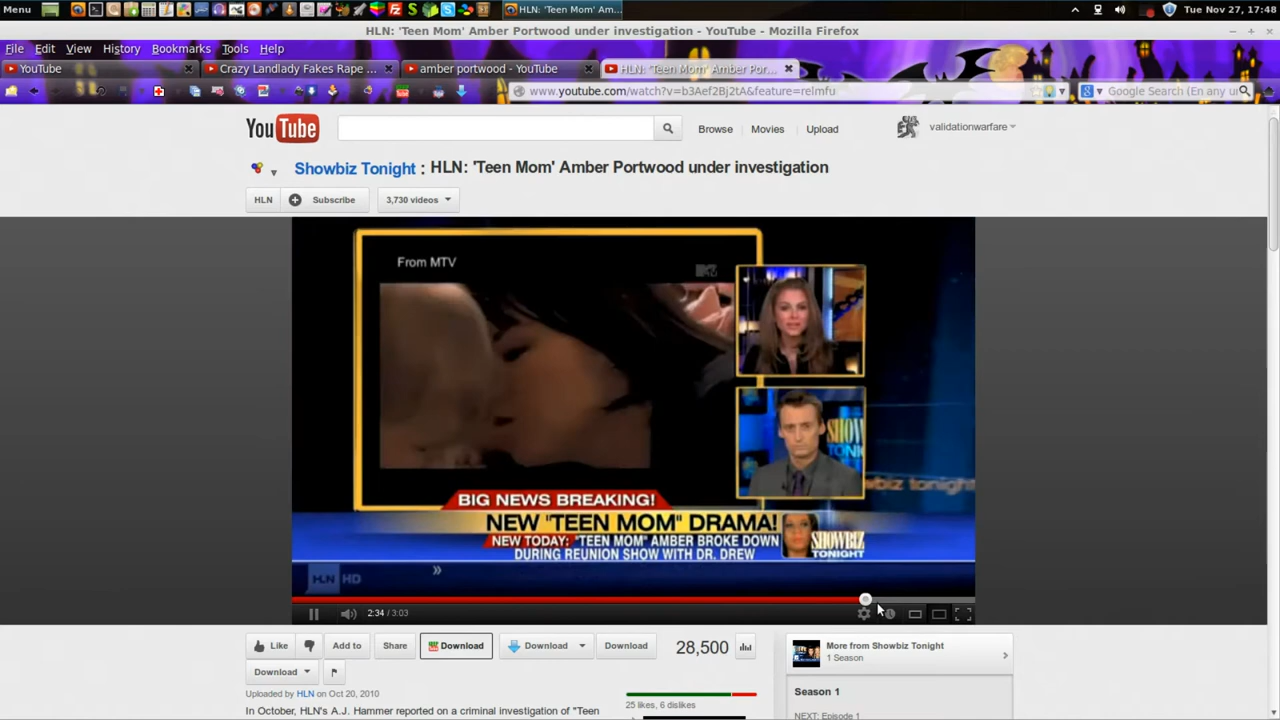 Menu
HLN: 'Teen Mom' Am...
Tue Nov 27, 17:48
HLN: 'Teen Mom' Amber Portwood under investigation - YouTube - Mozilla Firefox
File Edit View History Bookmarks Tools Help
YouTube
Crazy Landlady Fakes Rape ...
amber portwood - YouTube
HLN: 'Teen Mom' Amber Por...
www.youtube.com/watch?v=b3Aef2Bj2tA&feature=relmfu
Google Search (En any un
YouTube
Browse Movies Upload
validationwarfare
Showbiz Tonight : HLN: 'Teen Mom' Amber Portwood under investigation
HLN Subscribe 3,730 videos
From MTV
BIG NEWS BREAKING!
NEW "TEEN MOM" DRAMA!
NEW TODAY: "TEEN MOM" AMBER BROKE DOWN
DURING REUNION SHOW WITH DR. DREW
SHOWBIZ
TONIGHT
HLN HD »
2:34 / 3:03
Like Add to Share Download Download Download 28,500
Download
Uploaded by HLN on Oct 20, 2010
25 likes, 6 dislikes
In October, HLN's A.J. Hammer reported on a criminal investigation of "Teen
More from Showbiz Tonight
1 Season
Season 1
NEXT: Episode 1